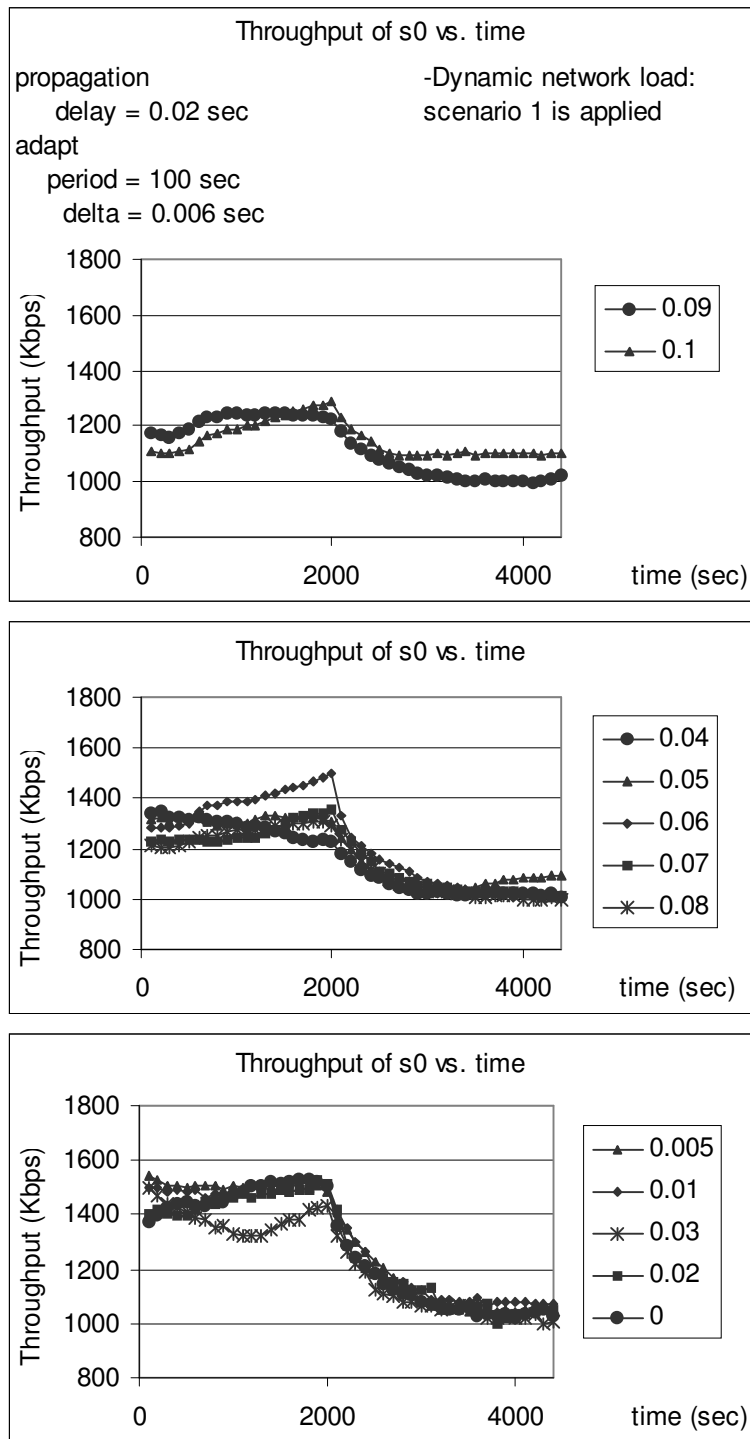 Throughput of s0 vs. time
propagation
delay = 0.02 sec
adapt
period = 100 sec
delta = 0.006 sec
-Dynamic network load:
scenario 1 is applied
Throughput (Kbps)
1800
1600
1400
1200
1000
800
0
2000
4000
time (sec)
0.09
0.1
Throughput of s0 vs. time
Throughput (Kbps)
1800
1600
1400
1200
1000
800
0
2000
4000
time (sec)
0.04
0.05
0.06
0.07
0.08
Throughput of s0 vs. time
Throughput (Kbps)
1800
1600
1400
1200
1000
800
0
2000
4000
time (sec)
0.005
0.01
0.03
0.02
0